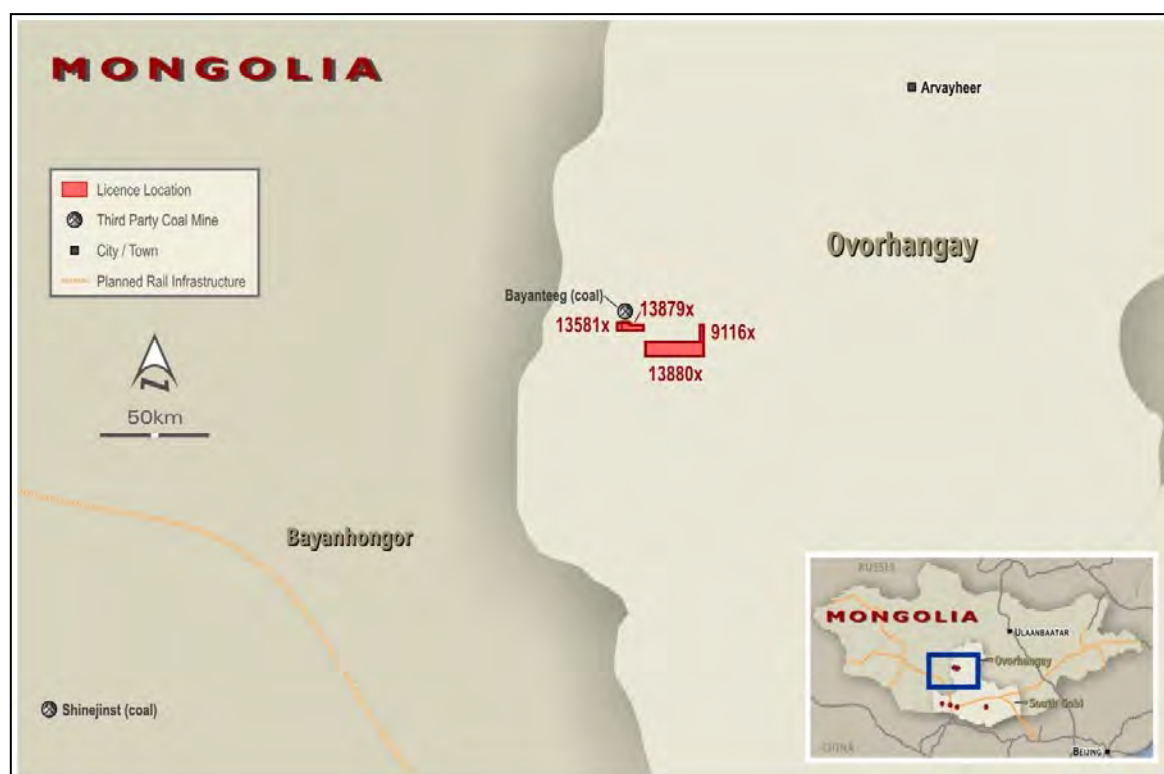 MONGOLIA
Arvayheer
Licence Location
Third Party Coal Mine
City / Town
Planned Rail Infrastructure
Ovorhangay
Bayanteeg (coal)
13879x
13581x
9116x
13880x
N
50km
Bayanhongor
Shinejinst (coal)
RUSSIA
MONGOLIA
ULAANBAATAR
Ovorhangay
South Gobi
CHINA
BEIJING